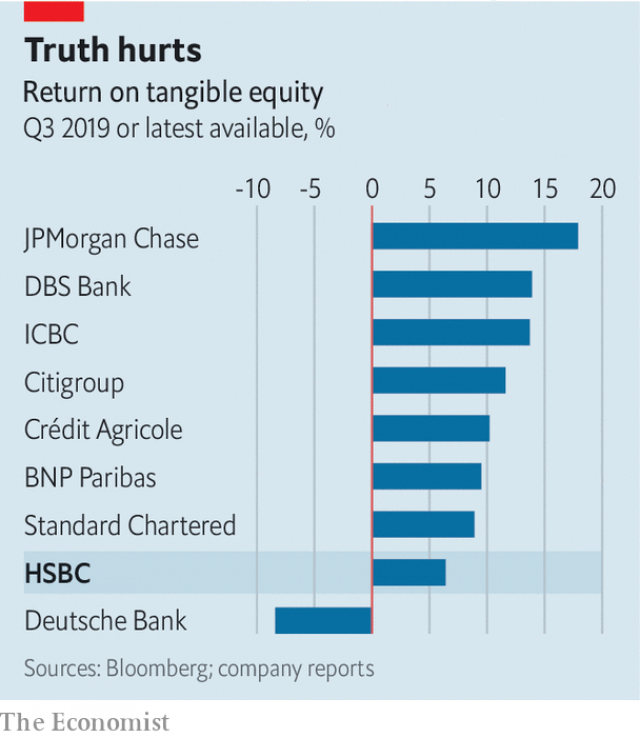 Truth hurts
Return on tangible equity
Q3 2019 or latest available, %
-10 -5 0 5 10 15 20
JPMorgan Chase
DBS Bank
ICBC
Citigroup
Crédit Agricole
BNP Paribas
Standard Chartered
HSBC
Deutsche Bank
Sources: Bloomberg; company reports
The Economist